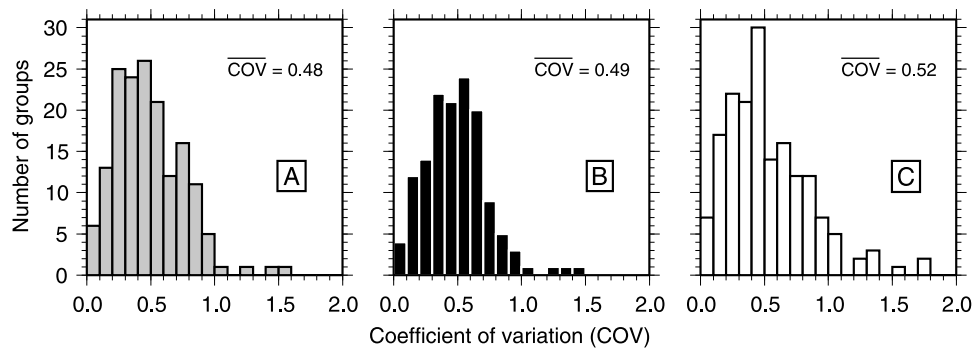 Number of groups
30
25
20
15
10
5
0
COV = 0.48
A
0.0 0.5 1.0 1.5 2.0
COV = 0.49
B
0.0 0.5 1.0 1.5 2.0
COV = 0.52
C
0.0 0.5 1.0 1.5 2.0
Coefficient of variation (COV)